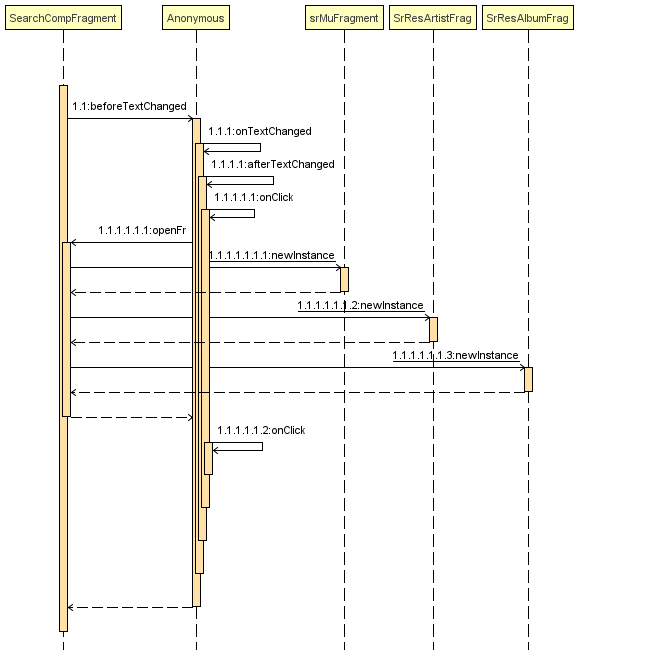 SearchCompFragment Anonymous srMuFragment SrResArtistFrag SrResAlbumFrag
1.1:beforeTextChanged
1.1.1:onTextChanged
1.1.1.1:afterTextChanged
1.1.1.1.1:onClick
1.1.1.1.1.1:openFr
1.1.1.1.1.1.1:newInstance
1.1.1.1.1.1.2:newInstance
1.1.1.1.1.1.3:newInstance
1.1.1.1.1.2:onClick